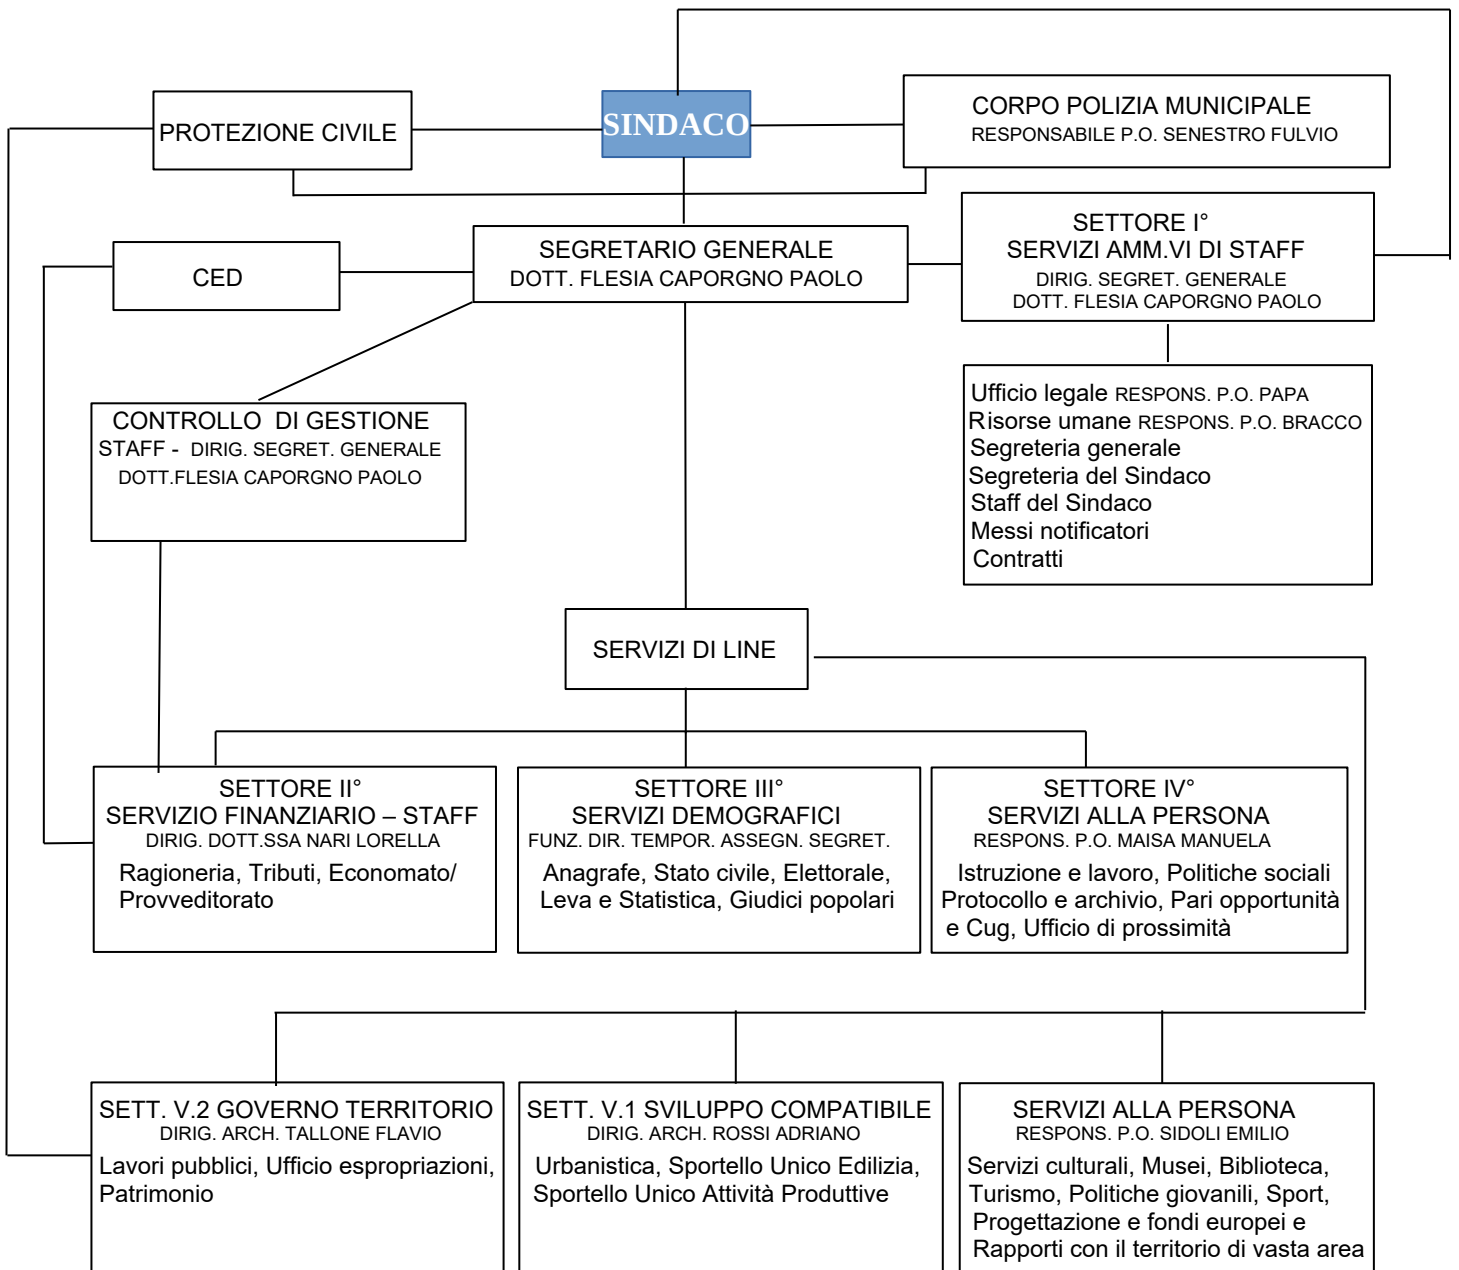 SINDACO
PROTEZIONE CIVILE
CORPO POLIZIA MUNICIPALE
RESPONSABILE P.O. SENESTRO FULVIO
CED
SEGRETARIO GENERALE
DOTT. FLESIA CAPORGNO PAOLO
SETTORE I°
SERVIZI AMM.VI DI STAFF
DIRIG. SEGRET. GENERALE
DOTT. FLESIA CAPORGNO PAOLO
Ufficio legale RESPONS. P.O. PAPA
Risorse umane RESPONS. P.O. BRACCO
Segreteria generale
Segreteria del Sindaco
Staff del Sindaco
Messi notificatori
Contratti
CONTROLLO DI GESTIONE
STAFF - DIRIG. SEGRET. GENERALE
DOTT.FLESIA CAPORGNO PAOLO
SERVIZI DI LINE
SETTORE II°
SERVIZIO FINANZIARIO – STAFF
DIRIG. DOTT.SSA NARI LORELLA
Ragioneria, Tributi, Economato/
Provveditorato
SETTORE III°
SERVIZI DEMOGRAFICI
FUNZ. DIR. TEMPOR. ASSEGN. SEGRET.
Anagrafe, Stato civile, Elettorale,
Leva e Statistica, Giudici popolari
SETTORE IV°
SERVIZI ALLA PERSONA
RESPONS. P.O. MAISA MANUELA
Istruzione e lavoro, Politiche sociali
Protocollo e archivio, Pari opportunità
e Cug, Ufficio di prossimità
SETT. V.2 GOVERNO TERRITORIO
DIRIG. ARCH. TALLONE FLAVIO
Lavori pubblici, Ufficio espropriazioni,
Patrimonio
SETT. V.1 SVILUPPO COMPATIBILE
DIRIG. ARCH. ROSSI ADRIANO
Urbanistica, Sportello Unico Edilizia,
Sportello Unico Attività Produttive
SERVIZI ALLA PERSONA
RESPONS. P.O. SIDOLI EMILIO
Servizi culturali, Musei, Biblioteca,
Turismo, Politiche giovanili, Sport,
Progettazione e fondi europei e
Rapporti con il territorio di vasta area